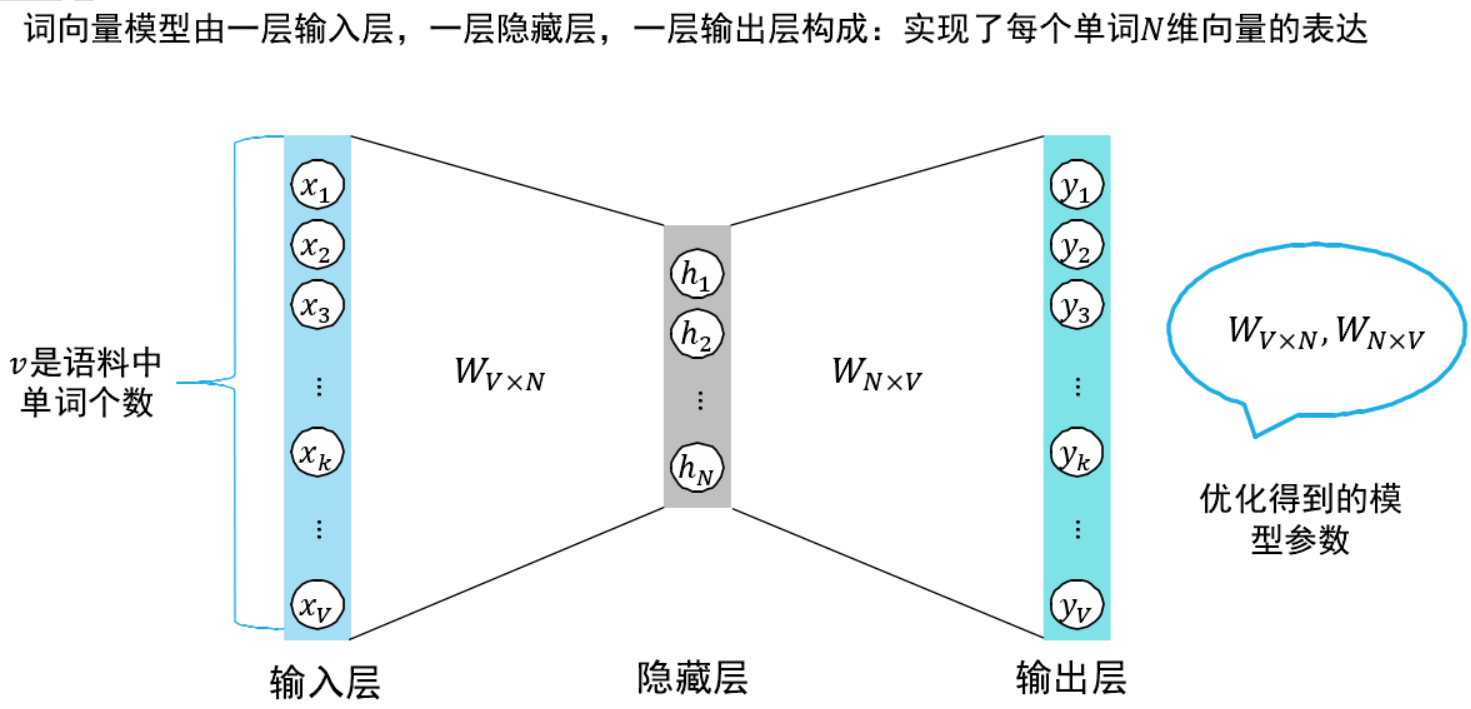 词向量模型由一层输入层，一层隐藏层，一层输出层构成：实现了每个单词N维向量的表达
v是语料中
单词个数
x₁
x₂
x₃
⋮
xₖ
⋮
x_V
输入层
W_{V×N}
h₁
h₂
⋮
h_N
隐藏层
W_{N×V}
y₁
y₂
y₃
⋮
yₖ
⋮
y_V
输出层
W_{V×N}, W_{N×V}
优化得到的模
型参数